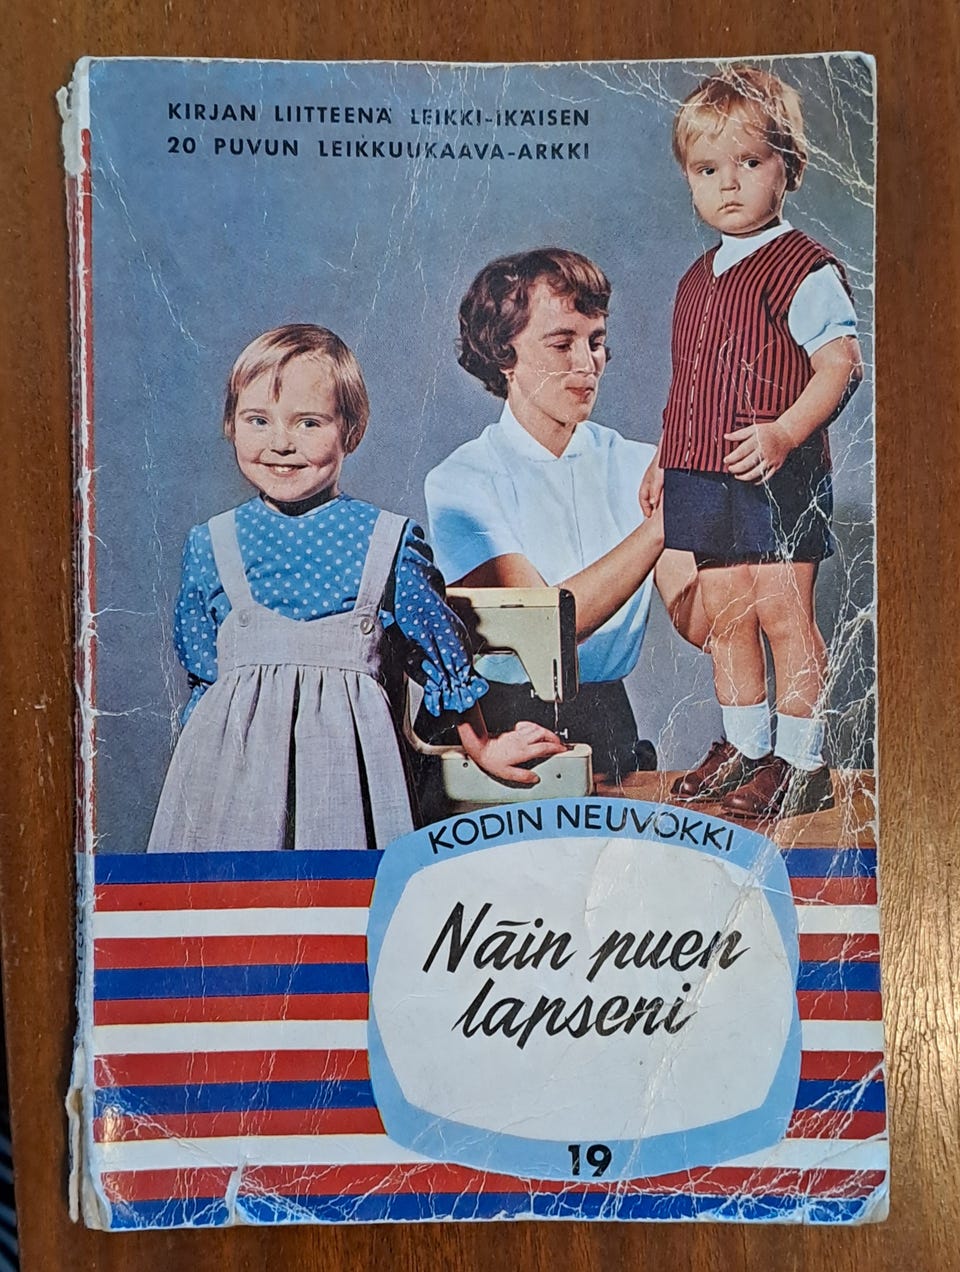 KIRJAN LIITTEENÄ LEIKKI-IKÄISEN
20 PUVUN LEIKKUUKAAVA-ARKKI
KODIN NEUVOKKI
Näin puen
lapseni
19